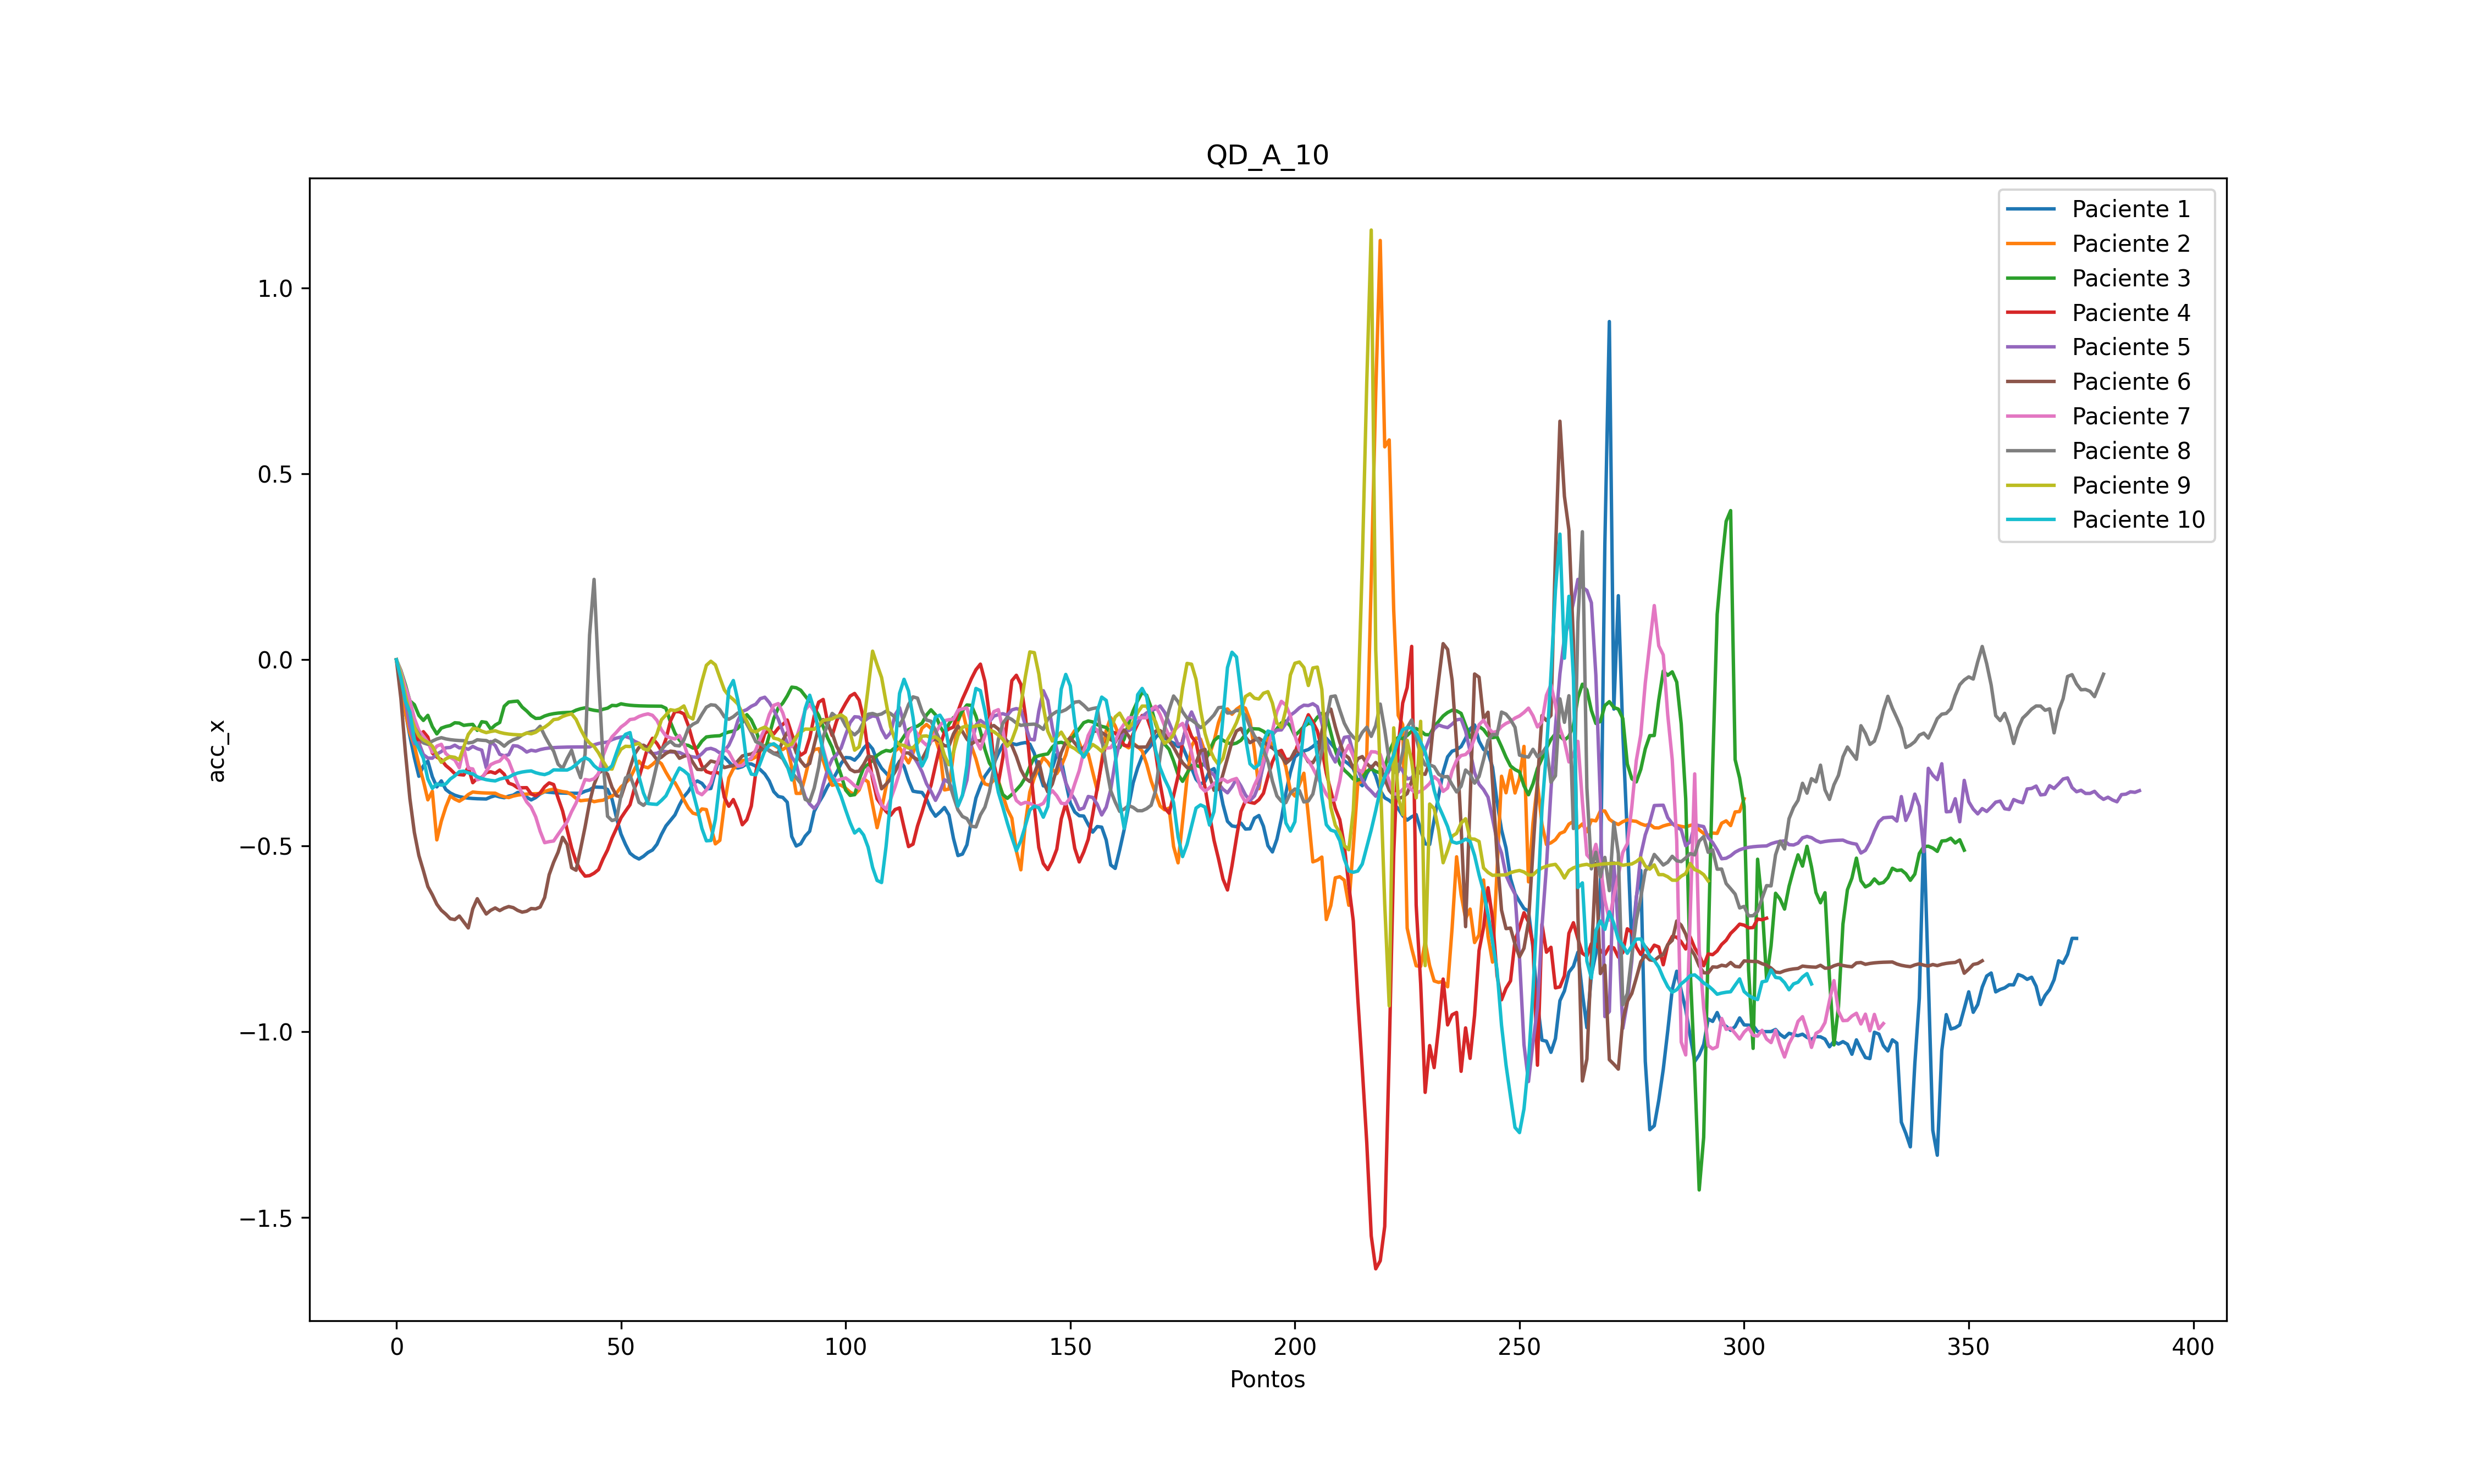 QD_A_10
Paciente 1
Paciente 2
Paciente 3
Paciente 4
Paciente 5
Paciente 6
Paciente 7
Paciente 8
Paciente 9
Paciente 10
1.0
0.5
0.0
−0.5
−1.0
−1.5
acc_x
0 50 100 150 200 250 300 350 400
Pontos